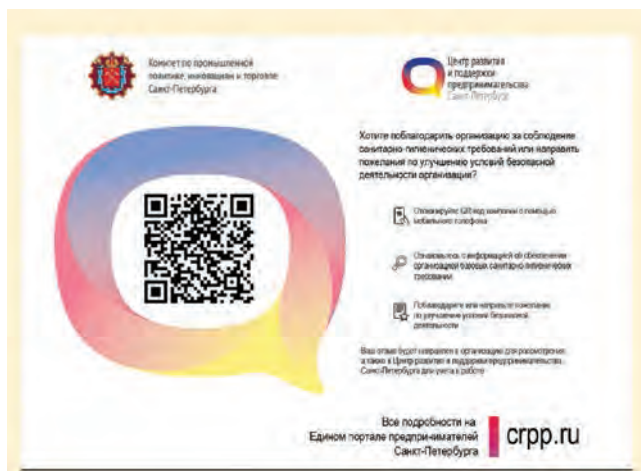 Комитет по промышленной
политике, инновациям и торговле
Санкт-Петербурга
Центр развития
и поддержки
предпринимательства
Санкт-Петербург
Хотите поблагодарить организацию за соблюдение
санитарно-гигиенических требований или направить
пожелания по улучшению условий безопасной
деятельности организации?
Сканируйте QR-код компании с помощью
мобильного телефона
Ознакомьтесь с информацией об обеспечении
организацией базовых санитарно-гигиенических
требований
Поблагодарите или направьте пожелания
по улучшению условий безопасной
деятельности
Ваш отзыв будет направлен в организацию для рассмотрения,
а также в Центр развития и поддержки предпринимательства
Санкт-Петербурга для учета в работе
Все подробности на
Едином портале предпринимателей
Санкт-Петербурга
crpp.ru